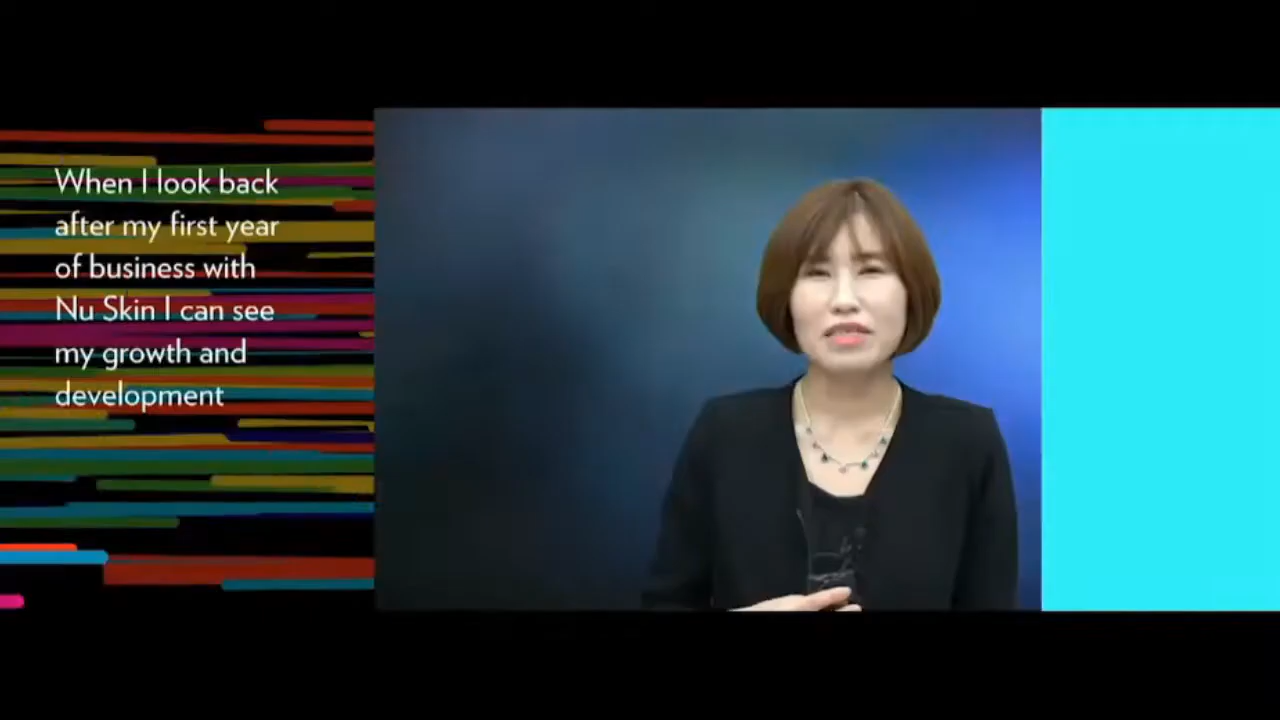 When I look back
after my first year
of business with
Nu Skin I can see
my growth and
development